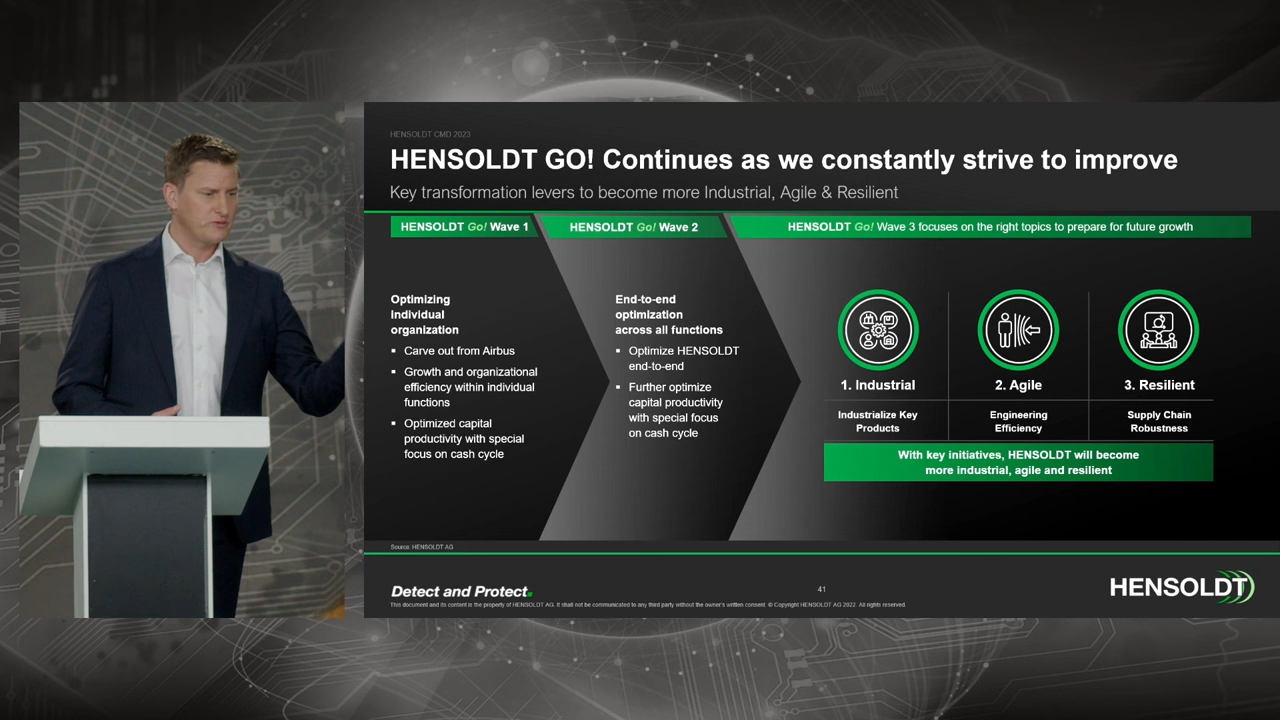 HENSOLDT CMD 2023
HENSOLDT GO! Continues as we constantly strive to improve
Key transformation levers to become more Industrial, Agile & Resilient
HENSOLDT Go! Wave 1
HENSOLDT Go! Wave 2
HENSOLDT Go! Wave 3 focuses on the right topics to prepare for future growth
Optimizing
individual
organization
▪ Carve out from Airbus
▪ Growth and organizational
efficiency within individual
functions
▪ Optimized capital
productivity with special
focus on cash cycle
End-to-end
optimization
across all functions
▪ Optimize HENSOLDT
end-to-end
▪ Further optimize
capital productivity
with special focus
on cash cycle
1. Industrial
Industrialize Key
Products
2. Agile
Engineering
Efficiency
3. Resilient
Supply Chain
Robustness
With key initiatives, HENSOLDT will become
more industrial, agile and resilient
Source: HENSOLDT AG
Detect and Protect.
41
HENSOLDT
This document and its content is the property of HENSOLDT AG. It shall not be communicated to any third party without the owner's written consent. © Copyright HENSOLDT AG 2022. All rights reserved.